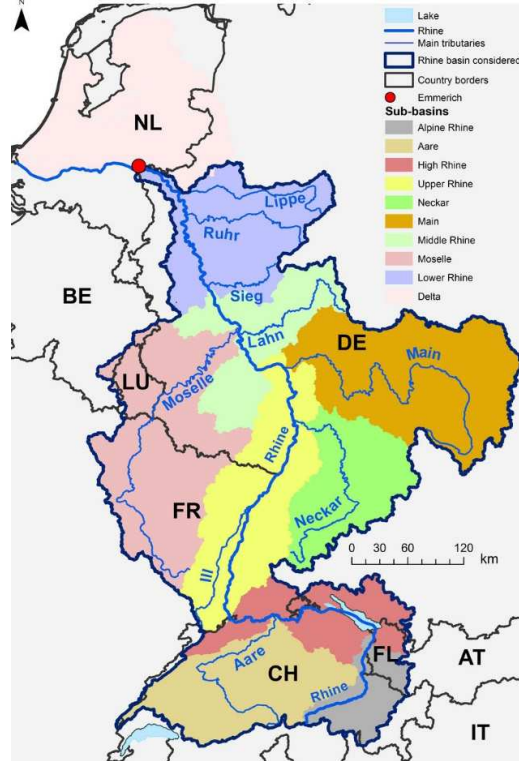 N
Lake
Rhine
Main tributaries
Rhine basin considered
Country borders
Emmerich
Sub-basins
Alpine Rhine
Aare
High Rhine
Upper Rhine
Neckar
Main
Middle Rhine
Moselle
Lower Rhine
Delta
NL
Lippe
Ruhr
BE
Sieg
Lahn
DE
Main
LU
Moselle
Rhine
FR
Neckar
Ill
0 30 60 120
km
Aare
FL
CH
AT
Rhine
IT